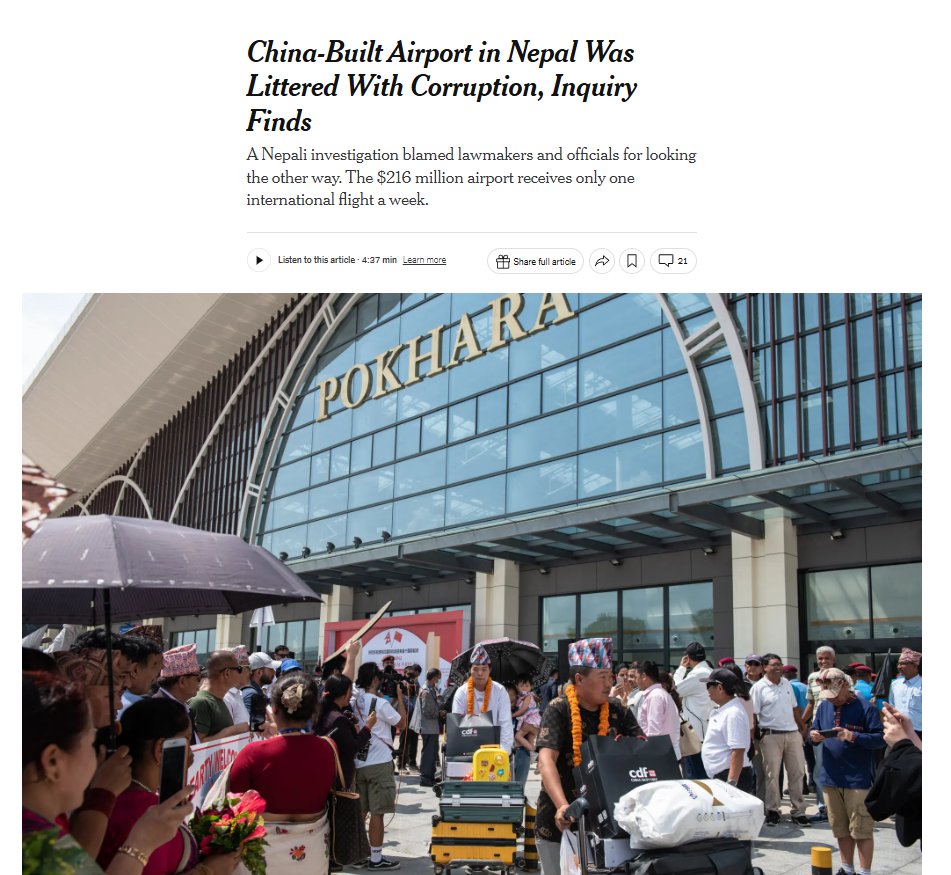 China-Built Airport in Nepal Was
Littered With Corruption, Inquiry
Finds
A Nepali investigation blamed lawmakers and officials for looking
the other way. The $216 million airport receives only one
international flight a week.
Listen to this article · 4:37 min Learn more
Share full article
21
POKHARA
cdf
cdf